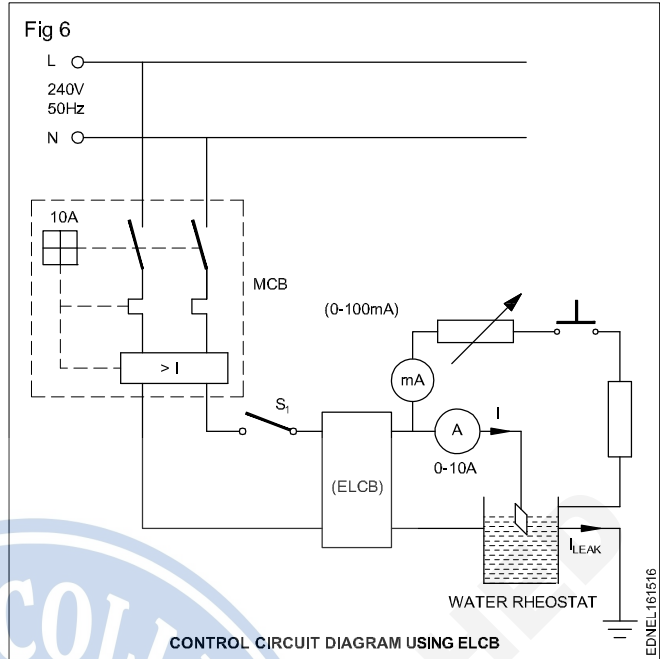 Fig 6
L
240V
50Hz
N
10A
MCB
(0-100mA)
> I
mA
S1
I
A
(ELCB)
0-10A
ILEAK
WATER RHEOSTAT
CONTROL CIRCUIT DIAGRAM USING ELCB
EDNEL161516
COLL